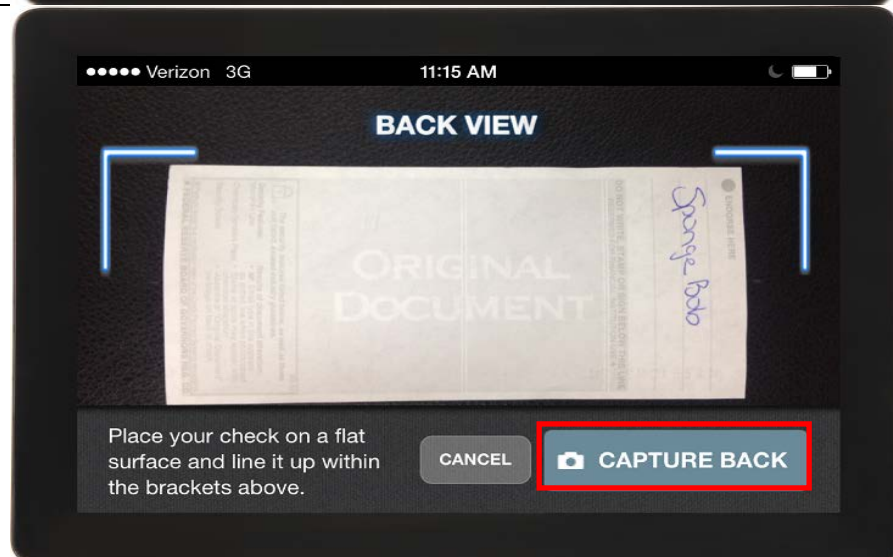 Verizon 3G
11:15 AM
BACK VIEW
ORIGINAL
DOCUMENT
DO NOT WRITE, STAMP OR SIGN BELOW THIS LINE
Sponge Bob
ENDORSE HERE
Place your check on a flat
surface and line it up within
the brackets above.
CANCEL
CAPTURE BACK